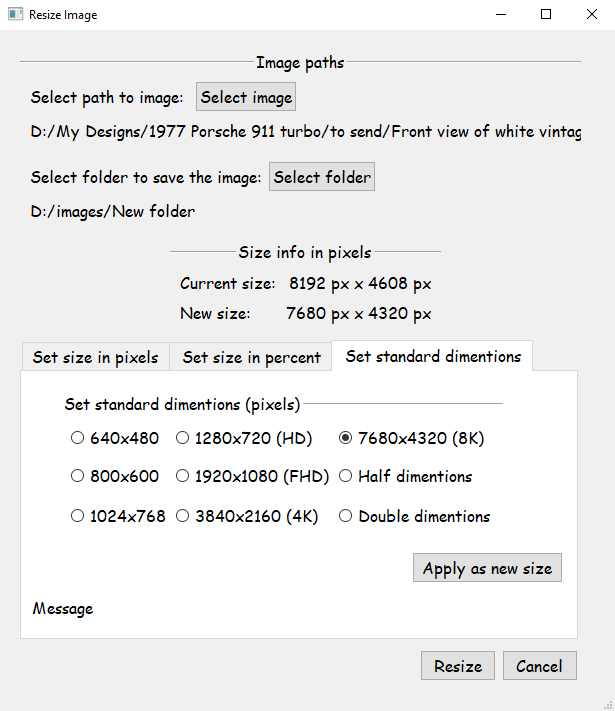 Resize Image
Image paths
Select path to image: Select image
D:/My Designs/1977 Porsche 911 turbo/to send/Front view of white vintag
Select folder to save the image: Select folder
D:/images/New folder
Size info in pixels
Current size: 8192 px x 4608 px
New size: 7680 px x 4320 px
Set size in pixels Set size in percent Set standard dimentions
Set standard dimentions (pixels)
640x480 1280x720 (HD) 7680x4320 (8K)
800x600 1920x1080 (FHD) Half dimentions
1024x768 3840x2160 (4K) Double dimentions
Apply as new size
Message
Resize Cancel